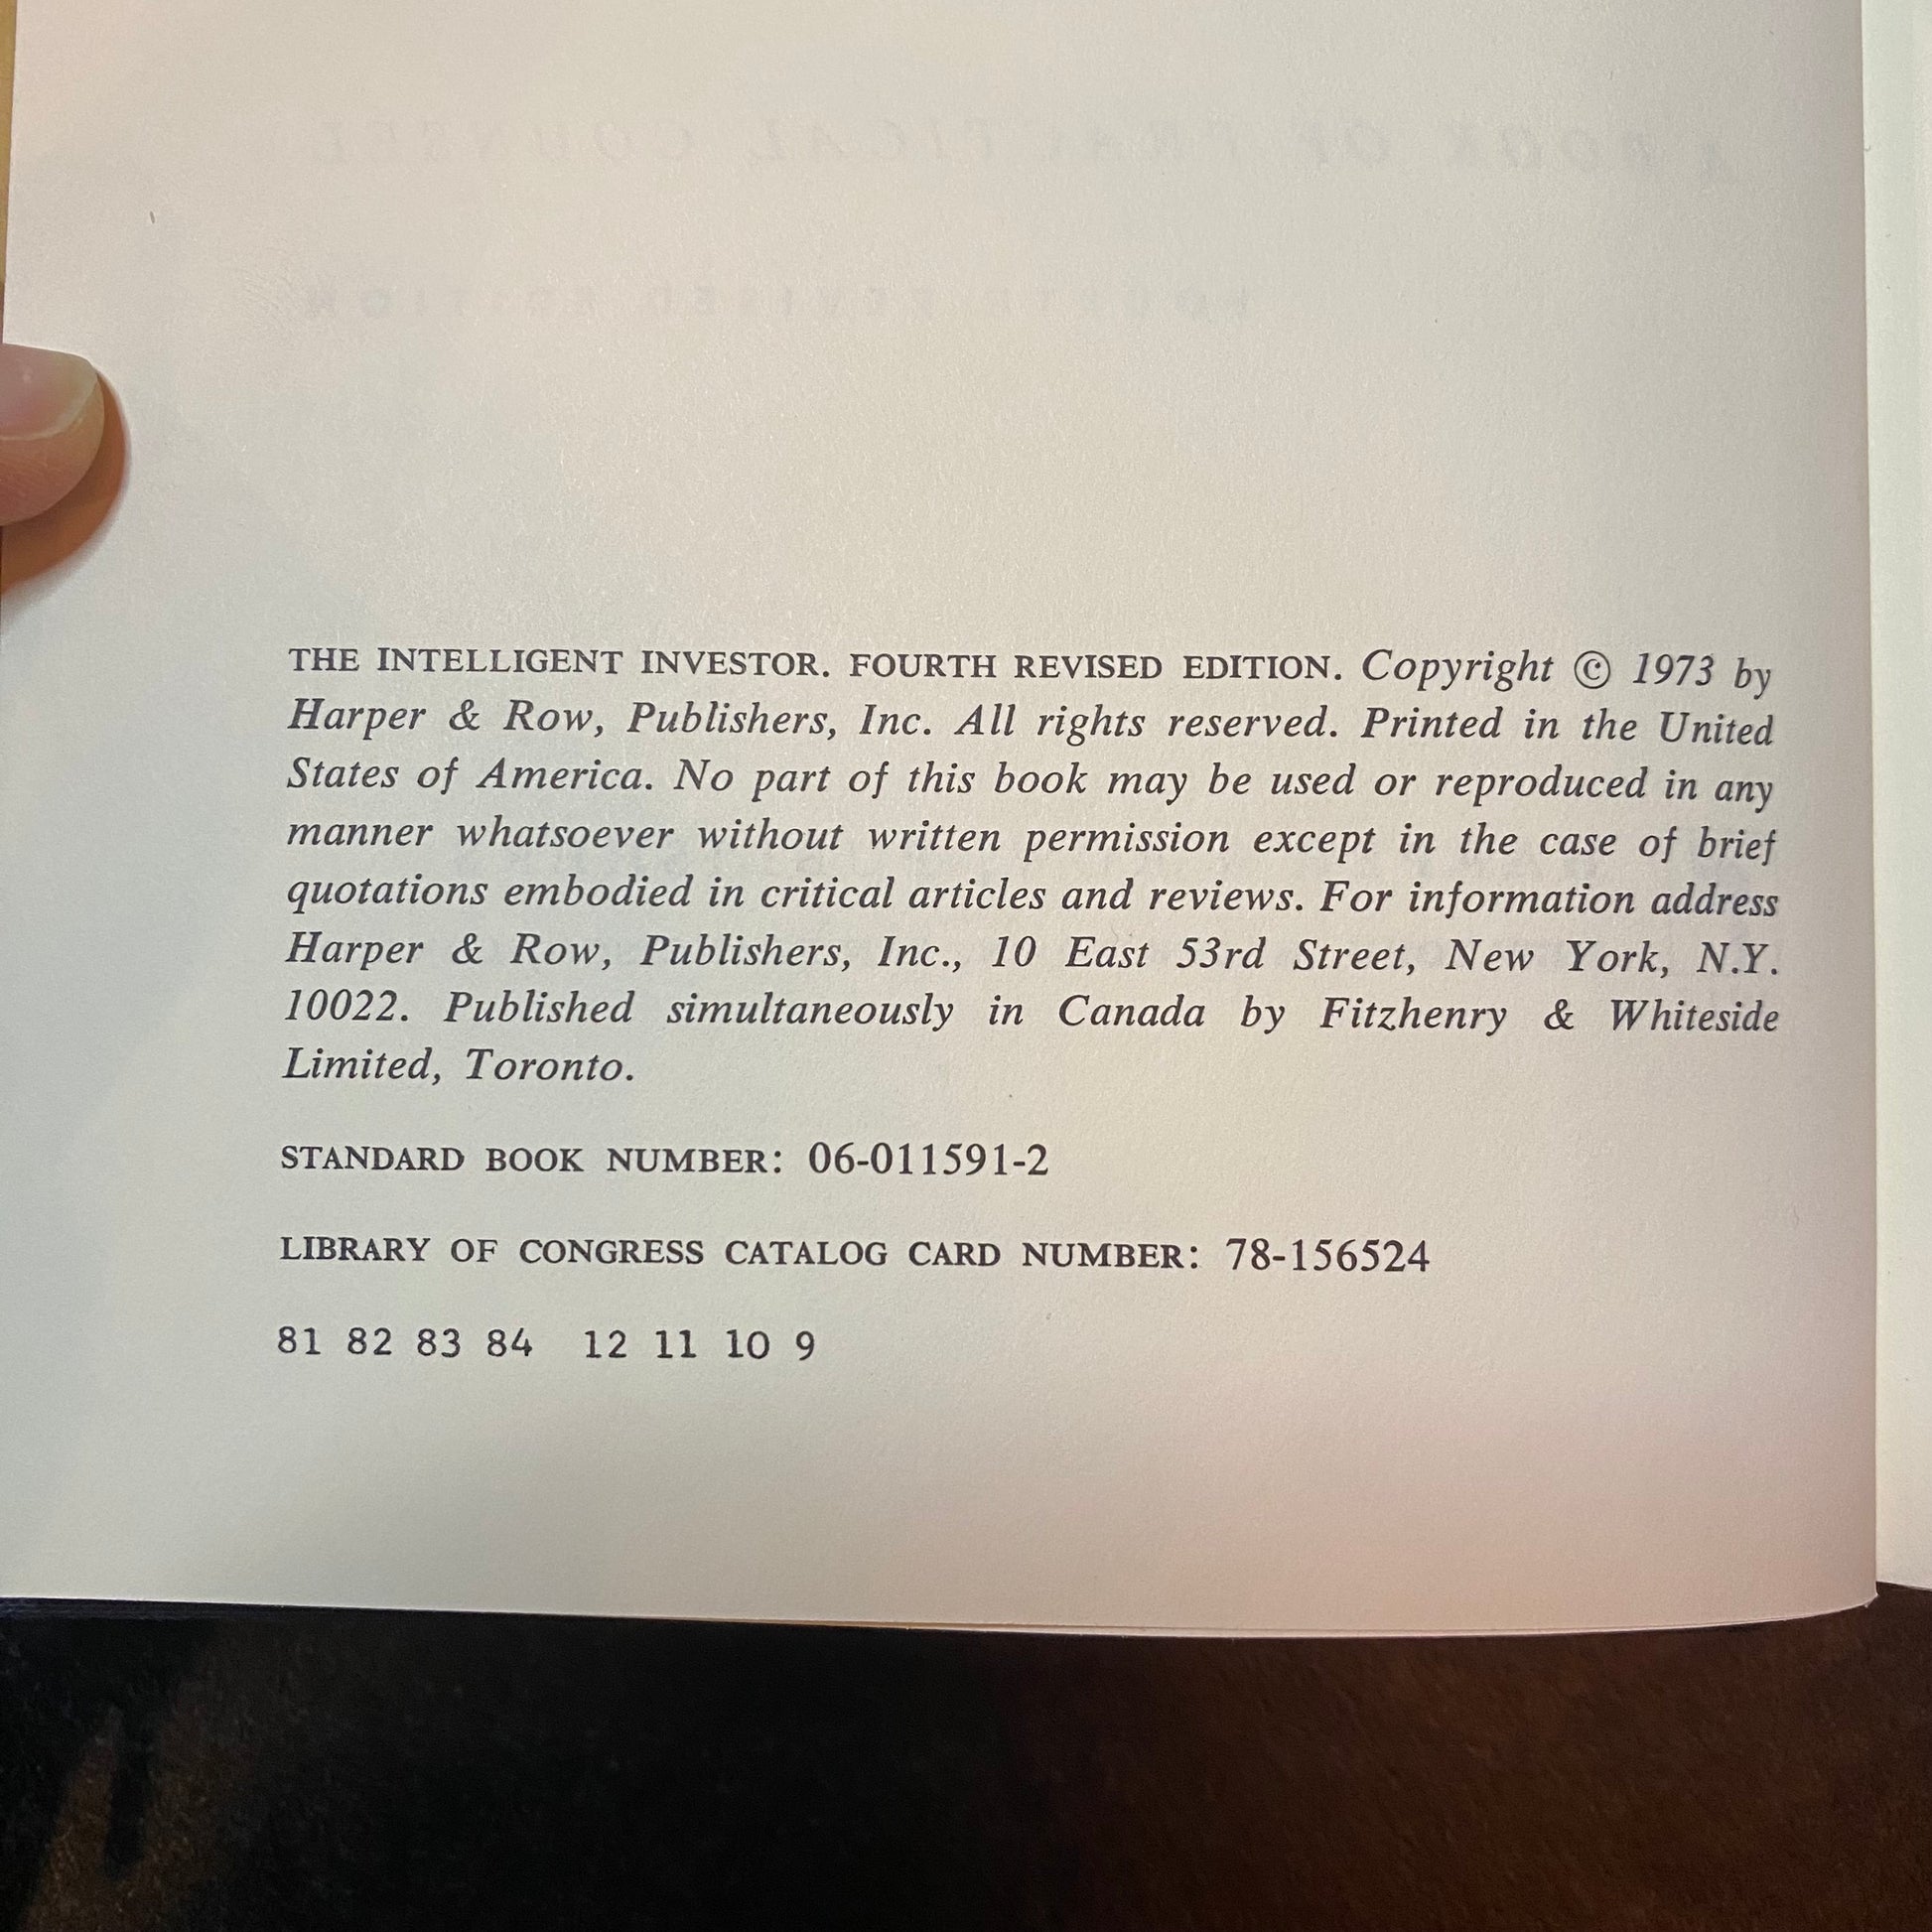 THE INTELLIGENT INVESTOR. FOURTH REVISED EDITION. Copyright © 1973 by
Harper & Row, Publishers, Inc. All rights reserved. Printed in the United
States of America. No part of this book may be used or reproduced in any
manner whatsoever without written permission except in the case of brief
quotations embodied in critical articles and reviews. For information address
Harper & Row, Publishers, Inc., 10 East 53rd Street, New York, N.Y.
10022. Published simultaneously in Canada by Fitzhenry & Whiteside
Limited, Toronto.
STANDARD BOOK NUMBER: 06-011591-2
LIBRARY OF CONGRESS CATALOG CARD NUMBER: 78-156524
81 82 83 84 12 11 10 9